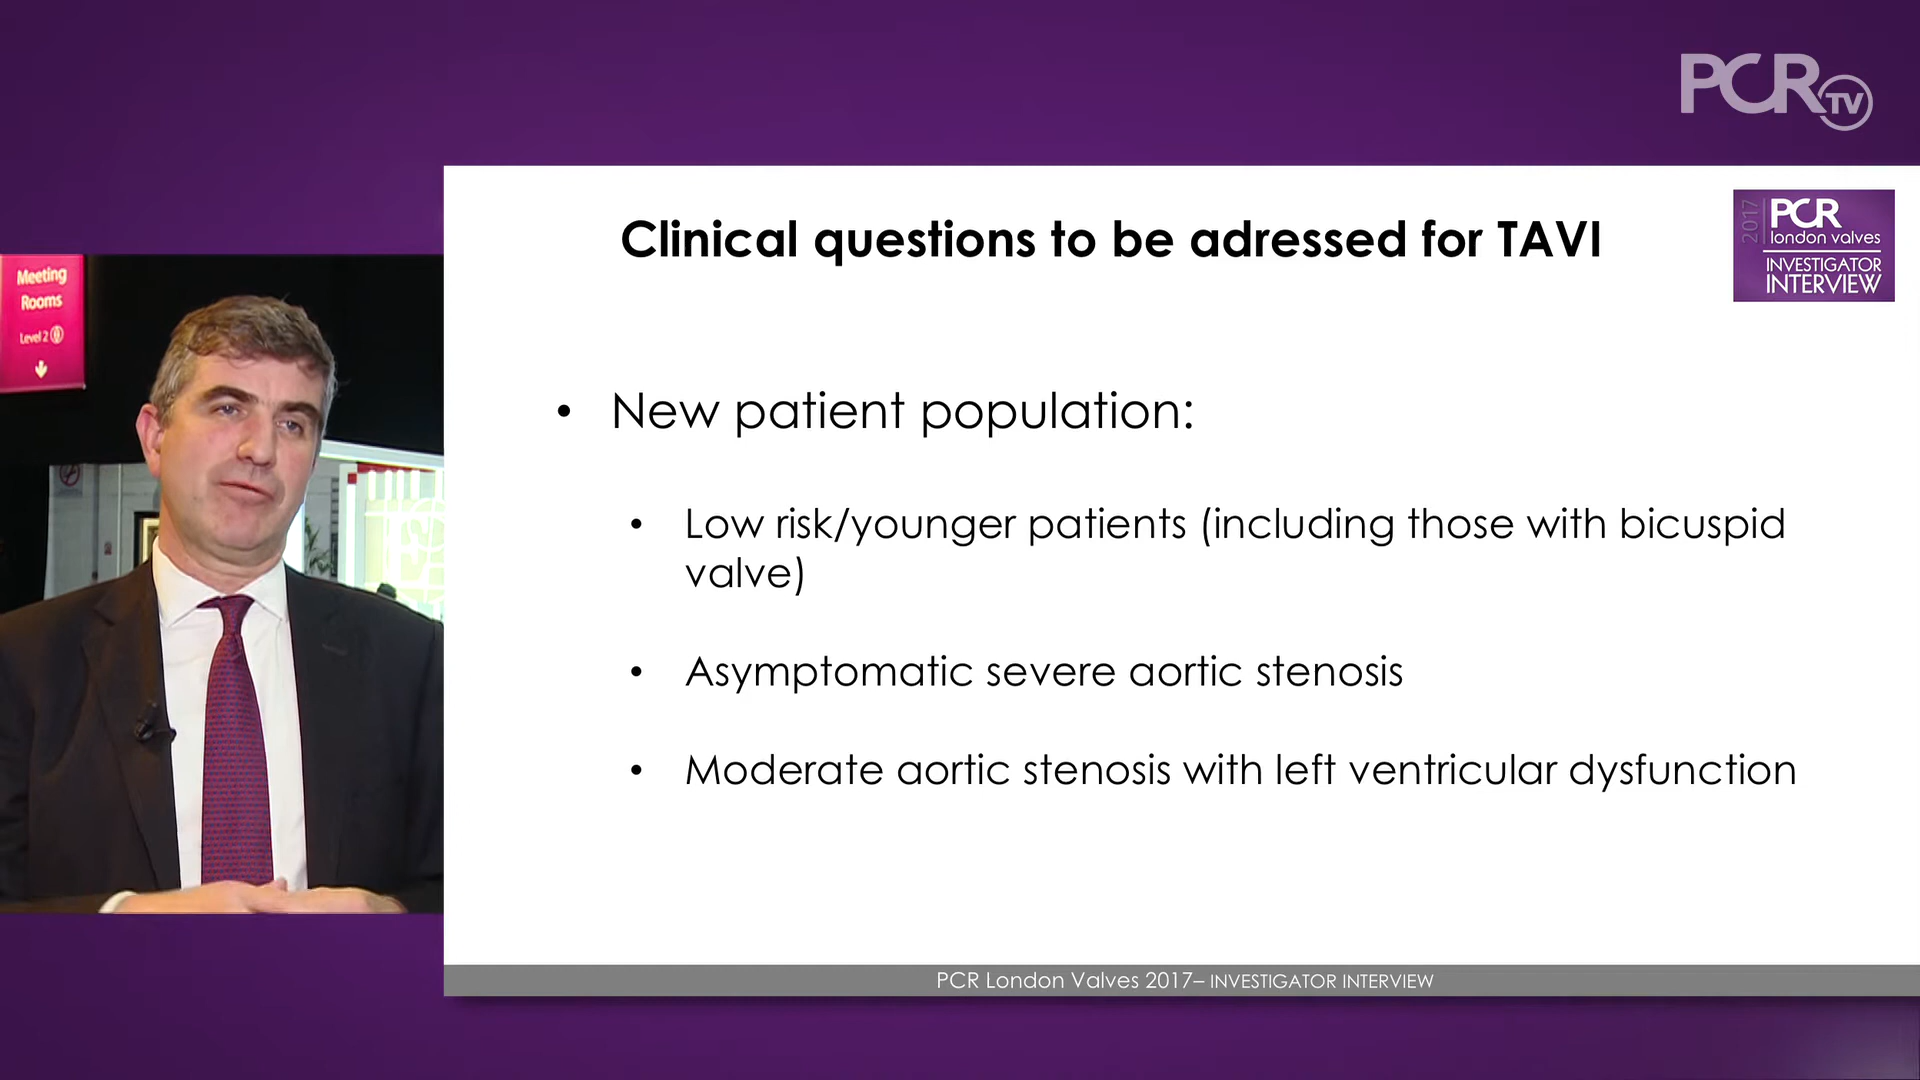 PCR TV
Clinical questions to be adressed for TAVI
2017
PCR
london valves
INVESTIGATOR
INTERVIEW
Meeting
Rooms
Level 2
• New patient population:
• Low risk/younger patients (including those with bicuspid
valve)
• Asymptomatic severe aortic stenosis
• Moderate aortic stenosis with left ventricular dysfunction
PCR London Valves 2017– INVESTIGATOR INTERVIEW